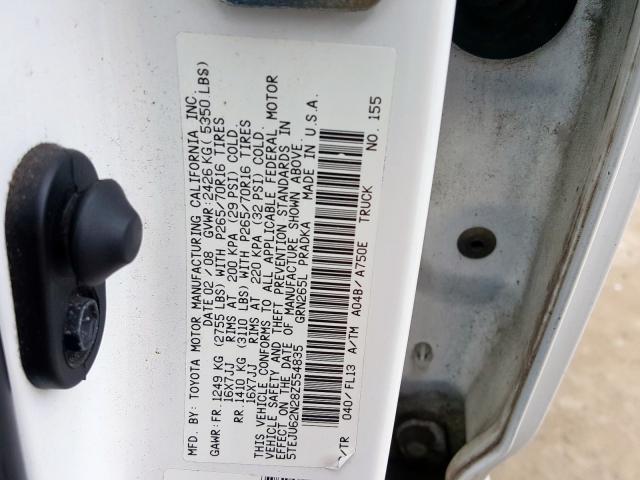 MFD. BY: TOYOTA MOTOR MANUFACTURING CALIFORNIA INC.
DATE 02/08 GVWR:2426 KG( 5350 LBS)
GAWR:FR.1249 KG (2755 LBS) WITH P265/70R16 TIRES
16X7JJ RIMS AT 200 KPA (29 PSI) COLD.
RR.1410 KG (3110 LBS) WITH P265/70R16 TIRES
16X7JJ RIMS AT 220 KPA (32 PSI) COLD.
THIS VEHICLE CONFORMS TO ALL APPLICABLE FEDERAL MOTOR
VEHICLE SAFETY AND THEFT PREVENTION STANDARDS IN
EFFECT ON THE DATE OF MANUFACTURE SHOWN ABOVE.
5TEJU62N28Z554835 GRN265L PRADKA MADE IN U.S.A.
/TR 040/FL13 A/TM A04B/A750E TRUCK NO. 155